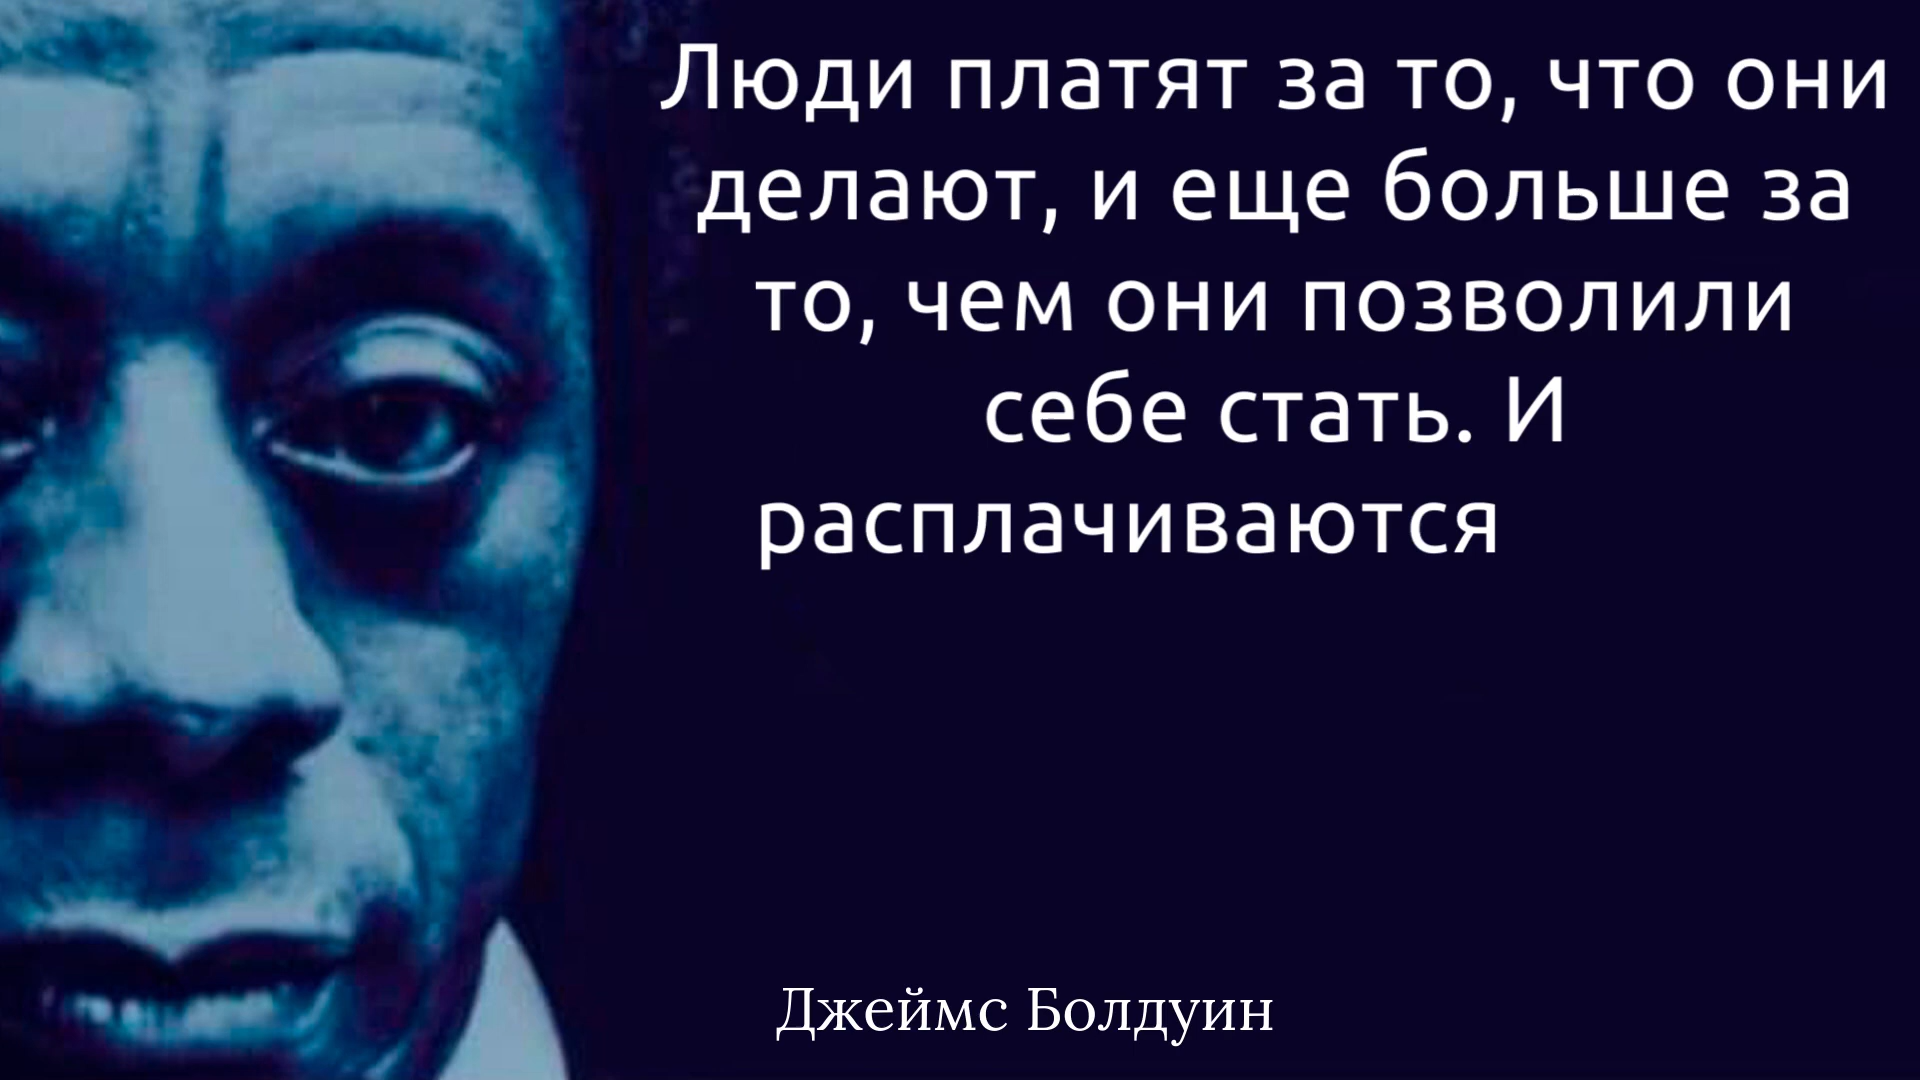 Люди платят за то, что они
делают, и еще больше за
то, чем они позволили
себе стать. И
расплачиваются
Джеймс Болдуин